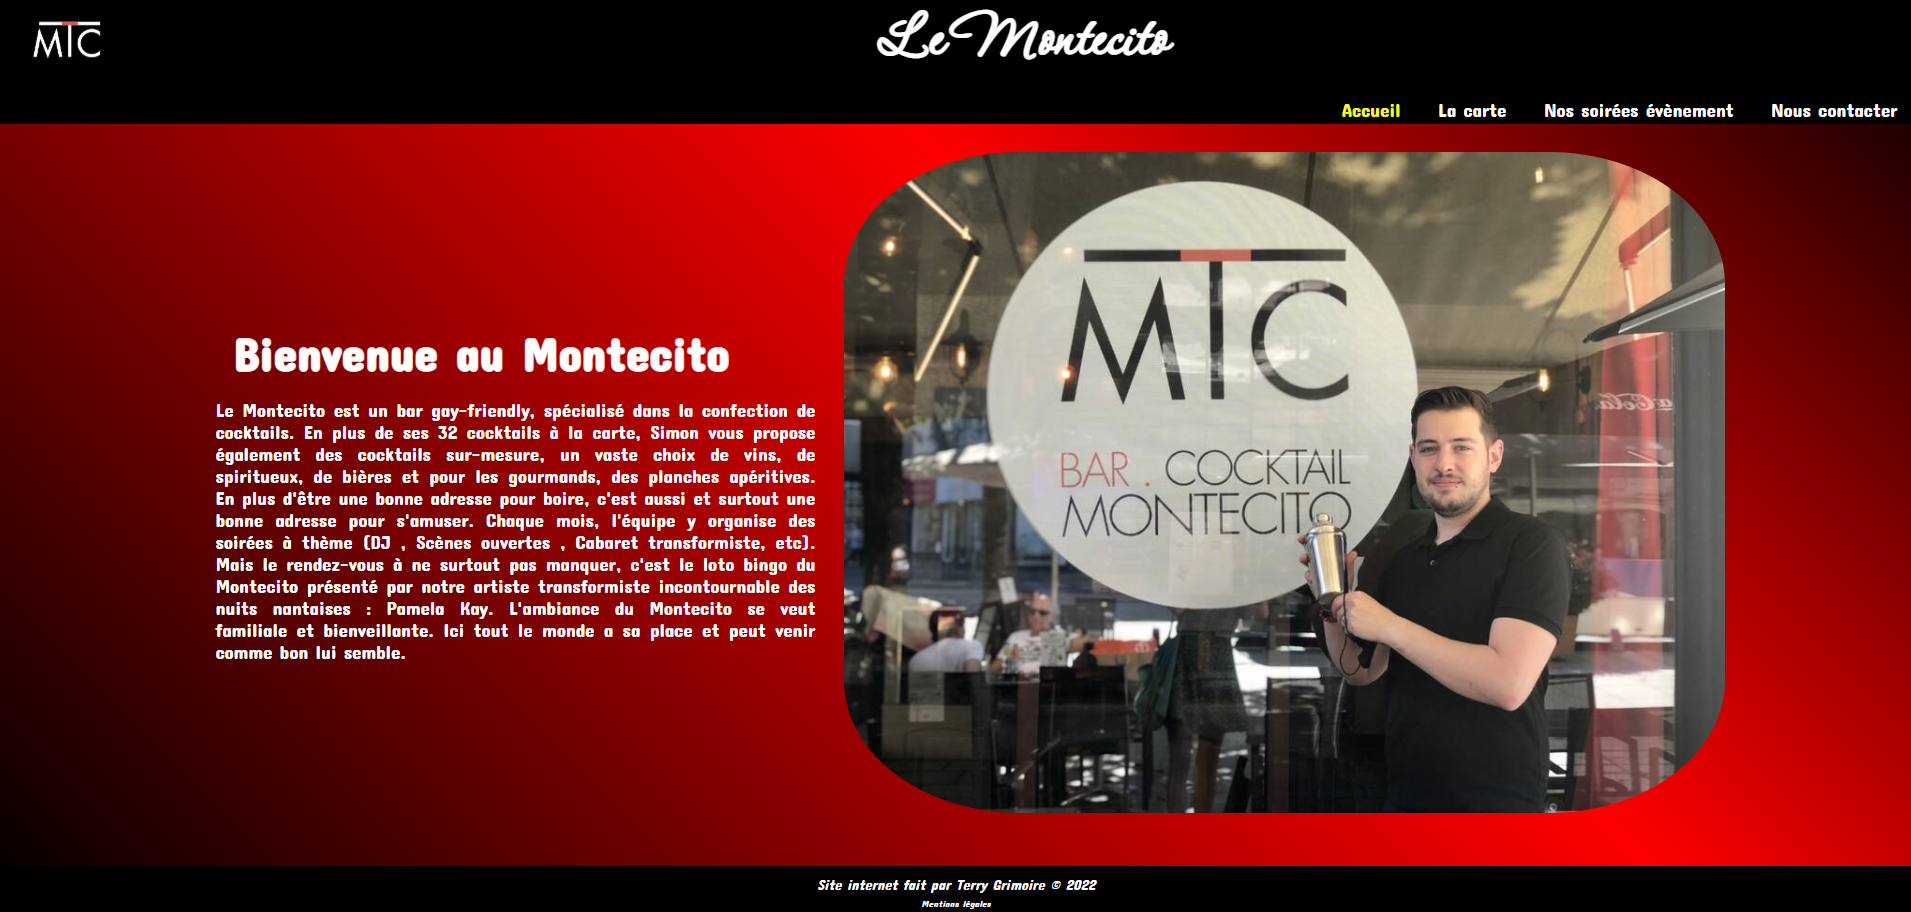 MTC
Le Montecito
Accueil La carte Nos soirées évènement Nous contacter
Bienvenue au Montecito
Le Montecito est un bar gay-friendly, spécialisé dans la confection de
cocktails. En plus de ses 32 cocktails à la carte, Simon vous propose
également des cocktails sur-mesure, un vaste choix de vins, de
spiritueux, de bières et pour les gourmands, des planches apéritives.
En plus d'être une bonne adresse pour boire, c'est aussi et surtout une
bonne adresse pour s'amuser. Chaque mois, l'équipe y organise des
soirées à thème (DJ , Scènes ouvertes , Cabaret transformiste, etc).
Mais le rendez-vous à ne surtout pas manquer, c'est le loto bingo du
Montecito présenté par notre artiste transformiste incontournable des
nuits nantaises : Pamela Kay. L'ambiance du Montecito se veut
familiale et bienveillante. Ici tout le monde a sa place et peut venir
comme bon lui semble.
MTC
BAR . COCKTAIL
MONTECITO
Site internet fait par Terry Grimoire © 2022
Mentions légales